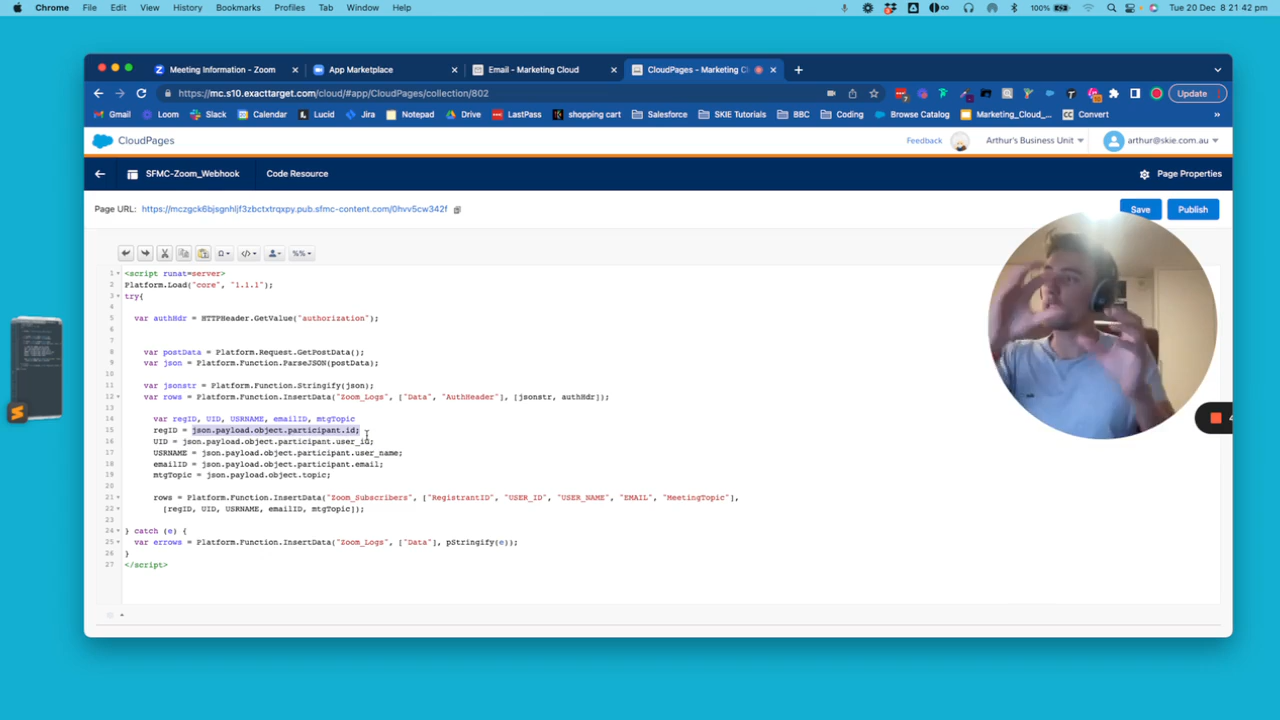 Chrome File Edit View History Bookmarks Profiles Tab Window Help 100% Tue 20 Dec 8 21 42 pm
Meeting Information - Zoom App Marketplace Email - Marketing Cloud CloudPages - Marketing Cl
https://mc.s10.exacttarget.com/cloud/#app/CloudPages/collection/802 Update
Gmail Loom Slack Calendar Lucid Jira Notepad Drive LastPass shopping cart Salesforce SKIE Tutorials BBC Coding Browse Catalog Marketing_Cloud_... Convert »
CloudPages Feedback Arthur's Business Unit arthur@skie.com.au
SFMC-Zoom_Webhook Code Resource Page Properties
Page URL: https://mczgck6bjsgnhljf3zbctxtrqxpy.pub.sfmc-content.com/0hvv5cw342f Save Publish
Ω </> %%
1 <script runat=server>
2 Platform.Load("core", "1.1.1");
3 try{
4
5 var authHdr = HTTPHeader.GetValue("authorization");
6
7
8 var postData = Platform.Request.GetPostData();
9 var json = Platform.Function.ParseJSON(postData);
10
11 var jsonstr = Platform.Function.Stringify(json);
12 var rows = Platform.Function.InsertData("Zoom_Logs", ["Data", "AuthHeader"], [jsonstr, authHdr]);
13
14 var regID, UID, USRNAME, emailID, mtgTopic
15 regID = json.payload.object.participant.id;
16 UID = json.payload.object.participant.user_id;
17 USRNAME = json.payload.object.participant.user_name;
18 emailID = json.payload.object.participant.email;
19 mtgTopic = json.payload.object.topic;
20
21 rows = Platform.Function.InsertData("Zoom_Subscribers", ["RegistrantID", "USER_ID", "USER_NAME", "EMAIL", "MeetingTopic"],
22 [regID, UID, USRNAME, emailID, mtgTopic]);
23
24 } catch (e) {
25 var errows = Platform.Function.InsertData("Zoom_Logs", ["Data"], pStringify(e));
26 }
27 </script>